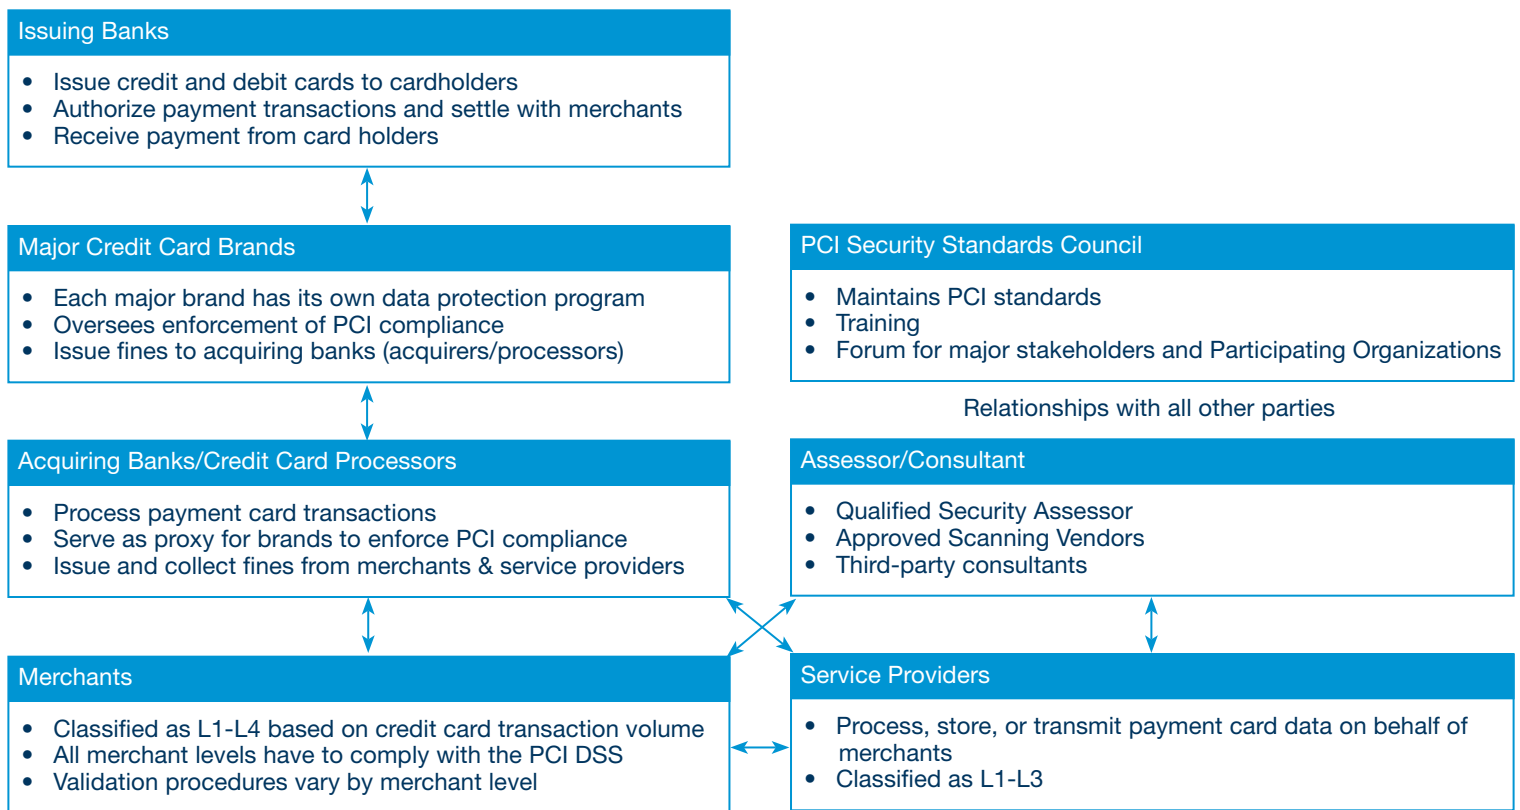 Issuing Banks
• Issue credit and debit cards to cardholders
• Authorize payment transactions and settle with merchants
• Receive payment from card holders
Major Credit Card Brands
• Each major brand has its own data protection program
• Oversees enforcement of PCI compliance
• Issue fines to acquiring banks (acquirers/processors)
PCI Security Standards Council
• Maintains PCI standards
• Training
• Forum for major stakeholders and Participating Organizations
Relationships with all other parties
Acquiring Banks/Credit Card Processors
• Process payment card transactions
• Serve as proxy for brands to enforce PCI compliance
• Issue and collect fines from merchants & service providers
Assessor/Consultant
• Qualified Security Assessor
• Approved Scanning Vendors
• Third-party consultants
Merchants
• Classified as L1-L4 based on credit card transaction volume
• All merchant levels have to comply with the PCI DSS
• Validation procedures vary by merchant level
Service Providers
• Process, store, or transmit payment card data on behalf of
merchants
• Classified as L1-L3